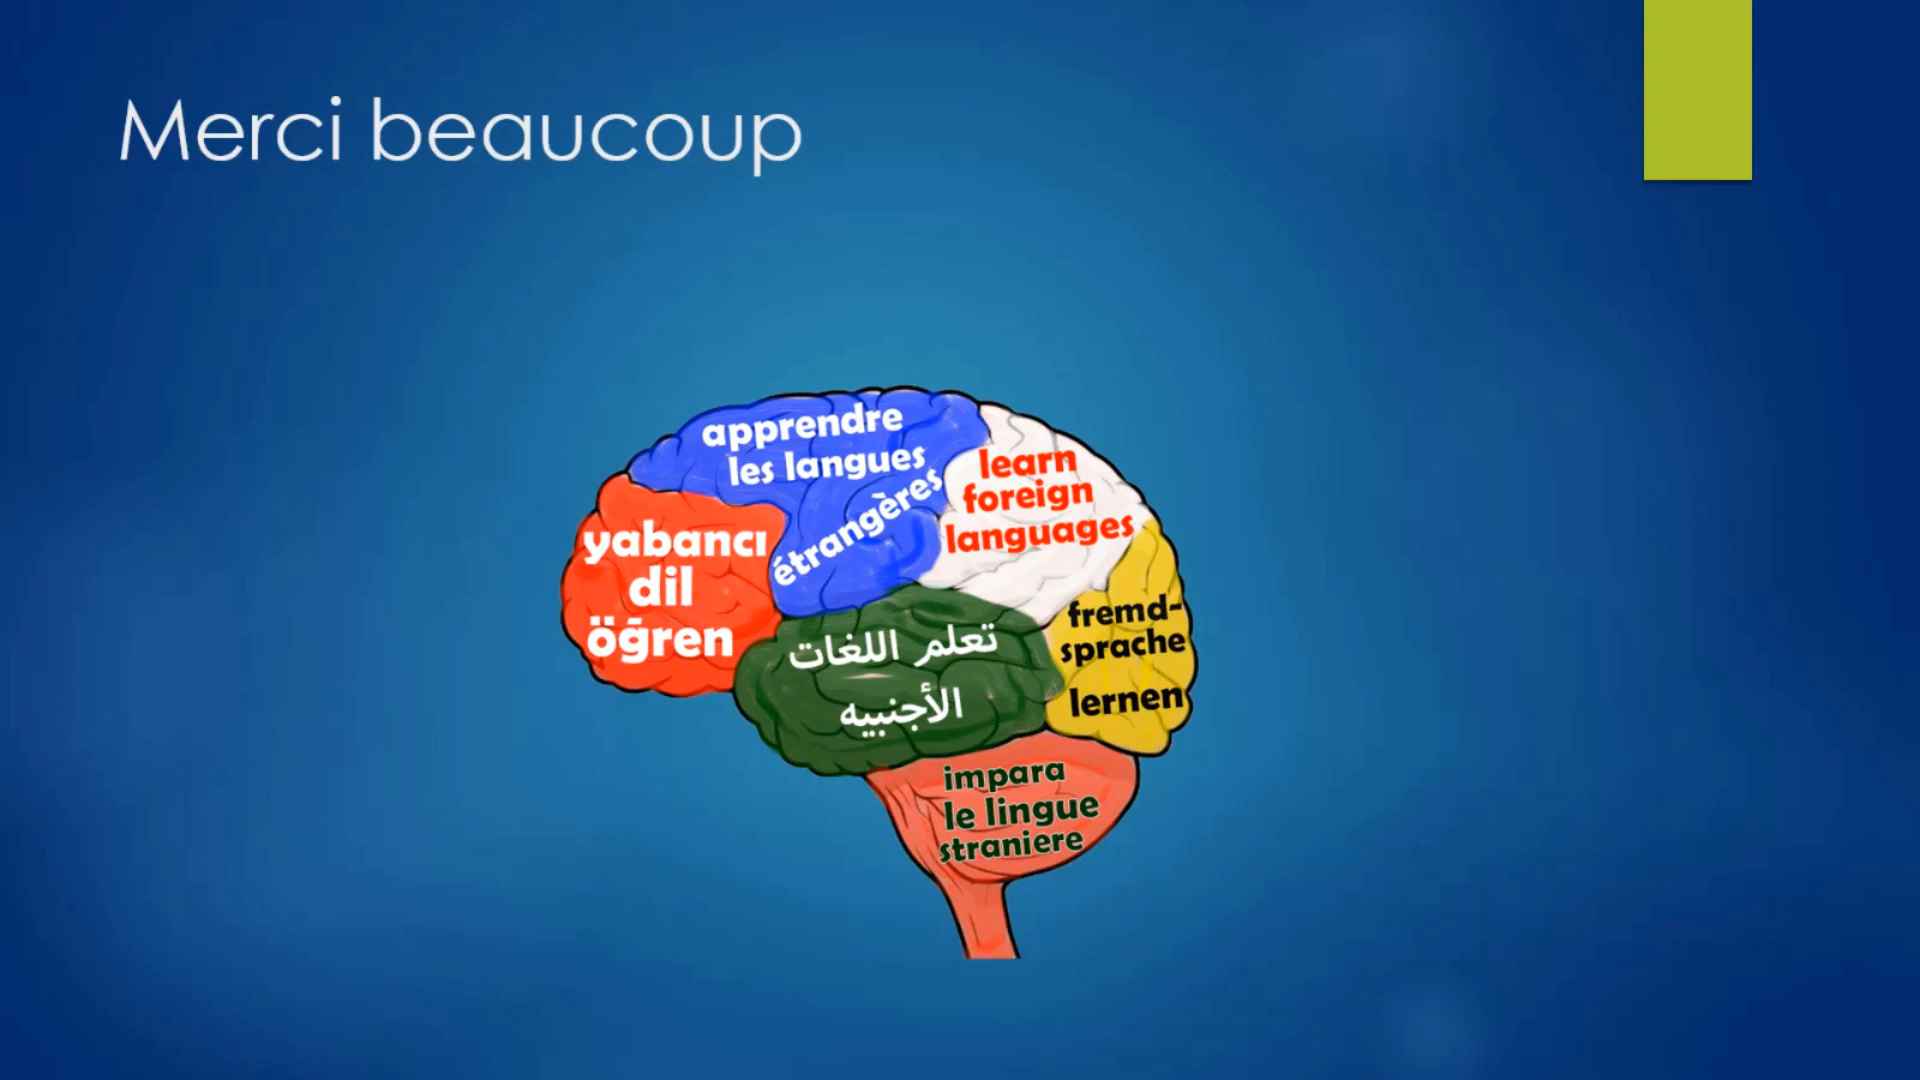 Merci beaucoup
apprendre
les langues
étrangères
learn
foreign
languages
yabancı
dil
öğren
fremd-
sprache
lernen
تعلم اللغات
الأجنبيه
impara
le lingue
straniere